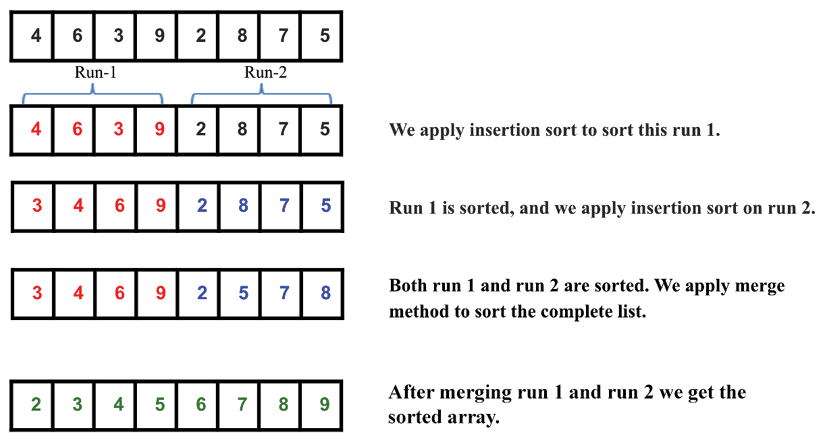 4 6 3 9 2 8 7 5
Run-1 Run-2
4 6 3 9 2 8 7 5
We apply insertion sort to sort this run 1.
3 4 6 9 2 8 7 5
Run 1 is sorted, and we apply insertion sort on run 2.
3 4 6 9 2 5 7 8
Both run 1 and run 2 are sorted. We apply merge
method to sort the complete list.
2 3 4 5 6 7 8 9
After merging run 1 and run 2 we get the
sorted array.